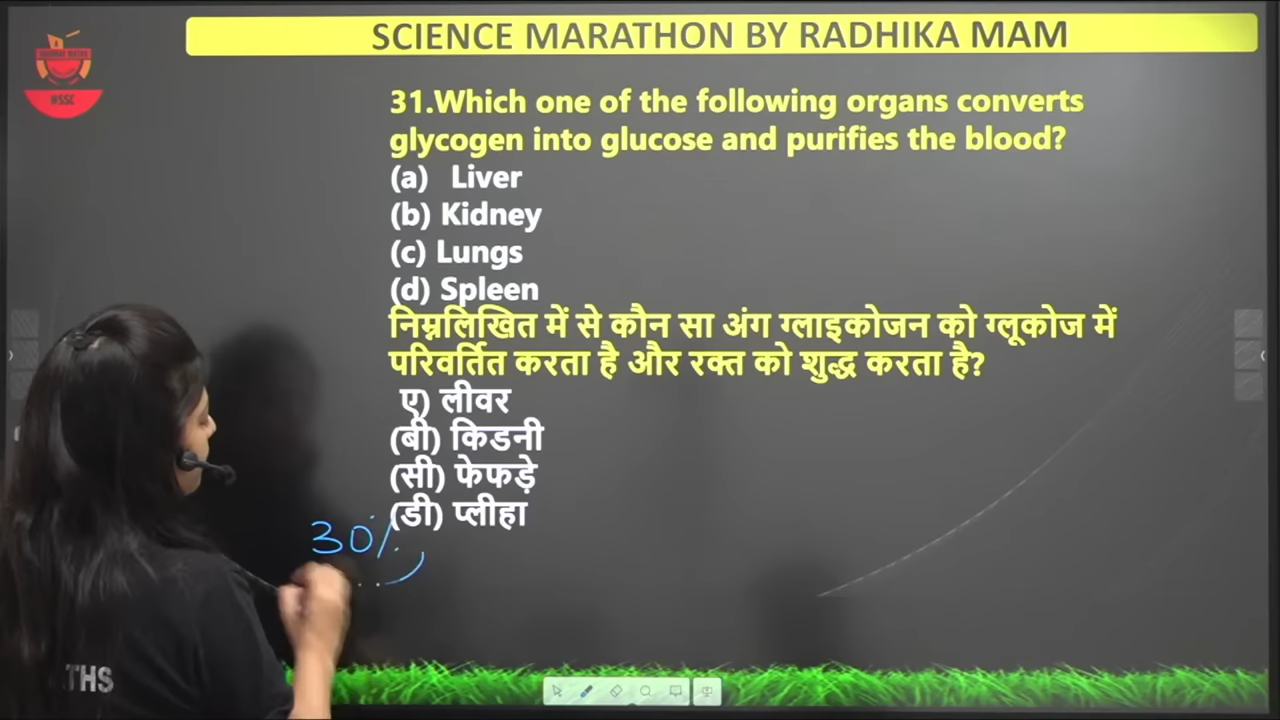 SCIENCE MARATHON BY RADHIKA MAM
HSSC
31.Which one of the following organs converts
glycogen into glucose and purifies the blood?
(a) Liver
(b) Kidney
(c) Lungs
(d) Spleen
निम्नलिखित में से कौन सा अंग ग्लाइकोजन को ग्लूकोज में
परिवर्तित करता है और रक्त को शुद्ध करता है?
ए) लीवर
(बी) किडनी
(सी) फेफड़े
(डी) प्लीहा
30%
THS